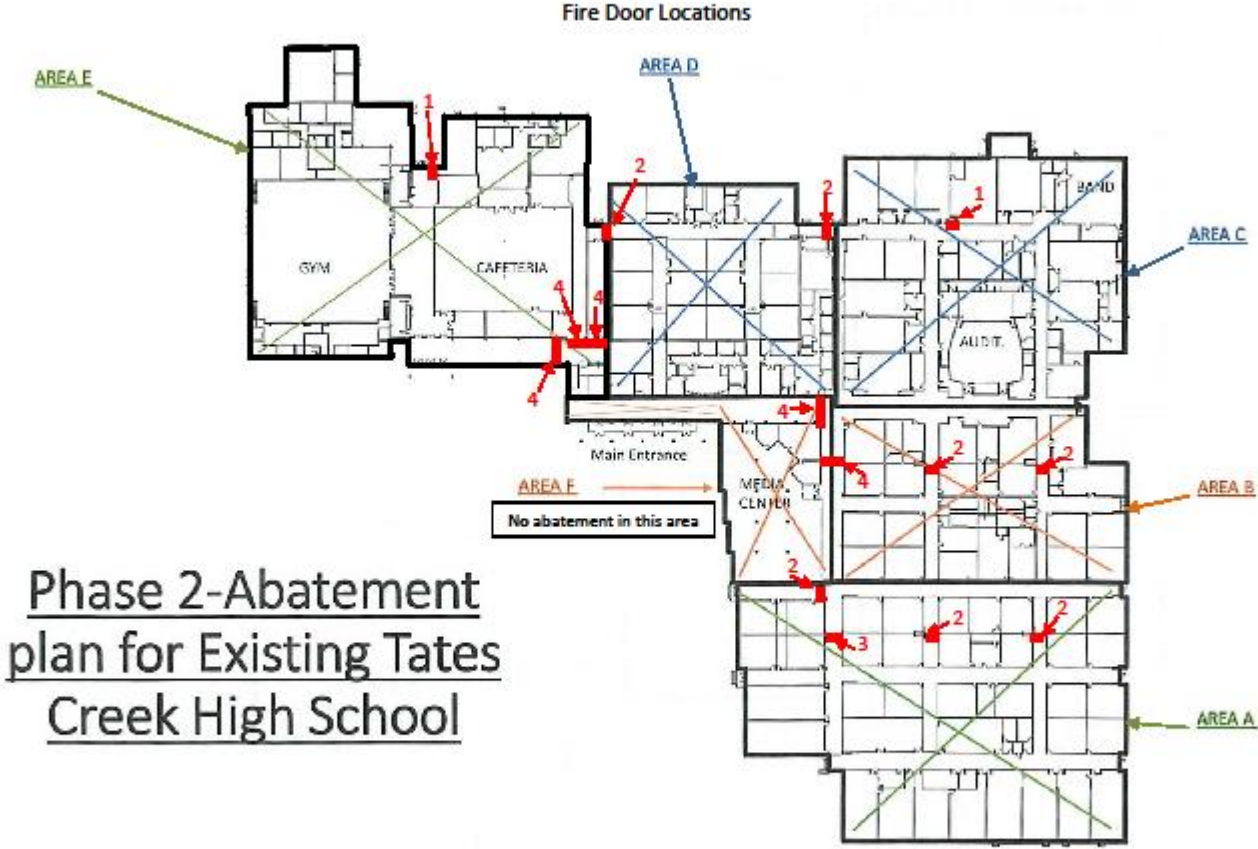 Fire Door Locations
AREA E
AREA D
1
2
2
1
BAND
AREA C
GYM
CAFETERIA
4
4
AUDIT.
4
4
Main Entrance
2
2
AREA F
MEDIA
CENTER
4
AREA B
No abatement in this area
Phase 2-Abatement
plan for Existing Tates
Creek High School
2
2
2
3
AREA A